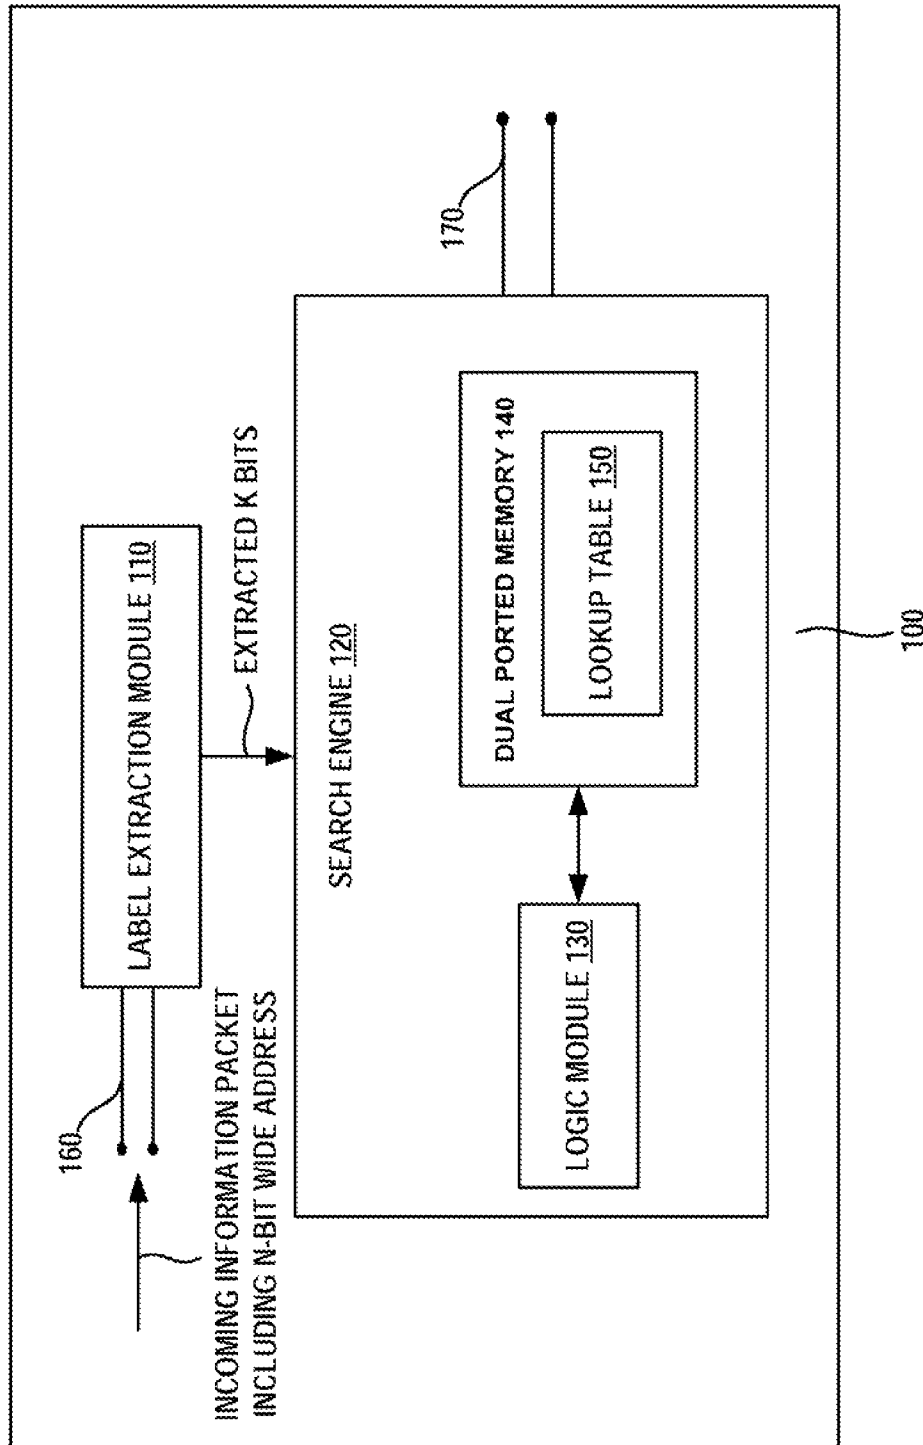 160
INCOMING INFORMATION PACKET
INCLUDING N-BIT WIDE ADDRESS
LABEL EXTRACTION MODULE 110
EXTRACTED K BITS
SEARCH ENGINE 120
LOGIC MODULE 130
DUAL PORTED MEMORY 140
LOOKUP TABLE 150
170
100